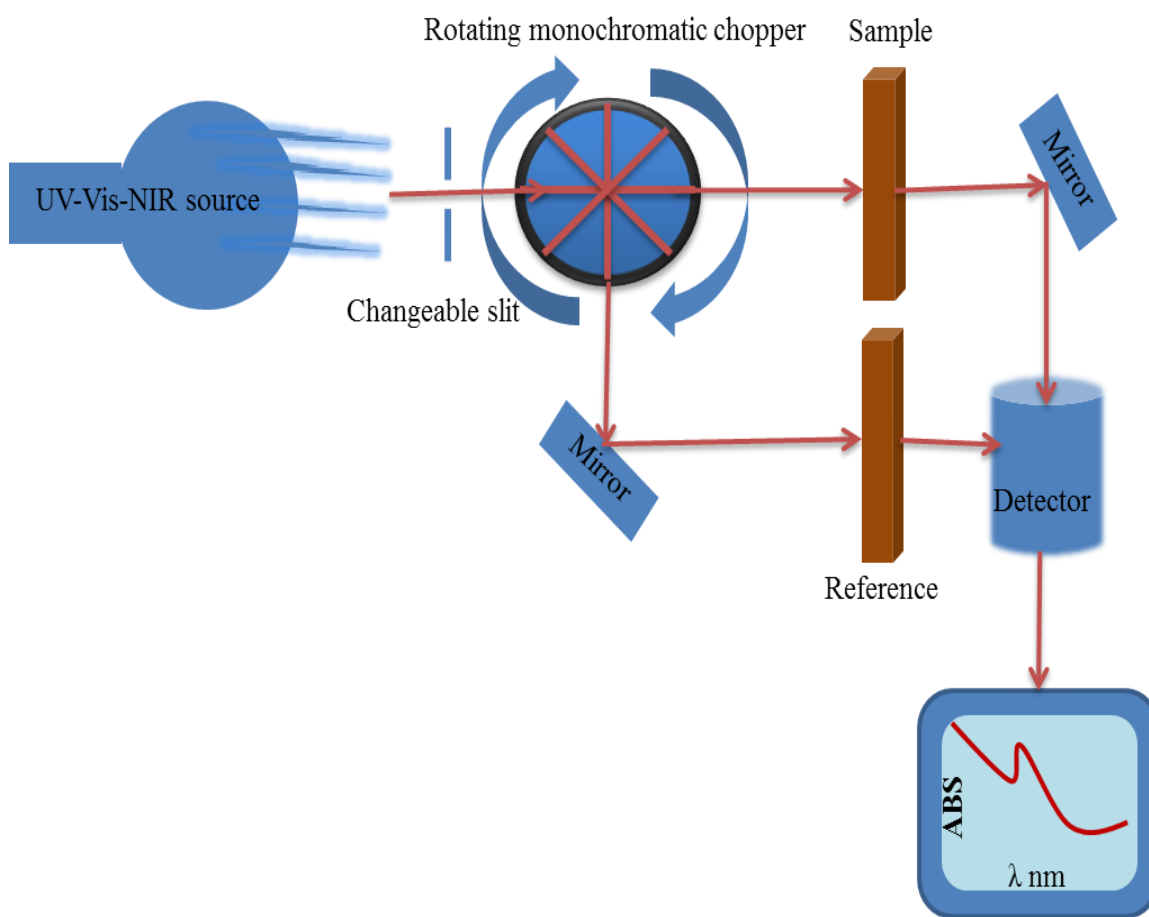 Rotating monochromatic chopper
Sample
Mirror
UV-Vis-NIR source
Changeable slit
Mirror
Detector
Reference
ABS
λ nm